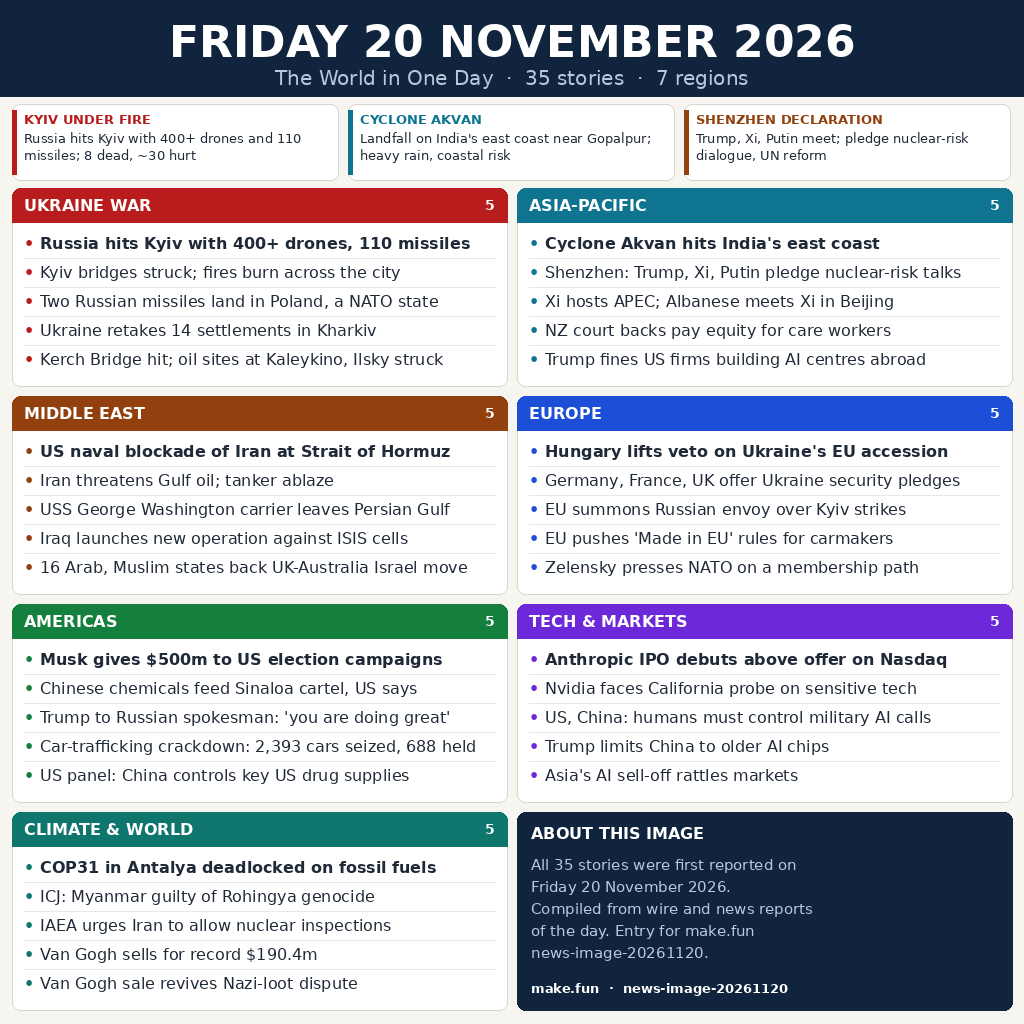 FRIDAY 20 NOVEMBER 2026
The World in One Day · 35 stories · 7 regions
KYIV UNDER FIRE
Russia hits Kyiv with 400+ drones and 110
missiles; 8 dead, ~30 hurt
CYCLONE AKVAN
Landfall on India's east coast near Gopalpur;
heavy rain, coastal risk
SHENZHEN DECLARATION
Trump, Xi, Putin meet; pledge nuclear-risk
dialogue, UN reform
UKRAINE WAR 5
• Russia hits Kyiv with 400+ drones, 110 missiles
• Kyiv bridges struck; fires burn across the city
• Two Russian missiles land in Poland, a NATO state
• Ukraine retakes 14 settlements in Kharkiv
• Kerch Bridge hit; oil sites at Kaleykino, Ilsky struck
ASIA-PACIFIC 5
• Cyclone Akvan hits India's east coast
• Shenzhen: Trump, Xi, Putin pledge nuclear-risk talks
• Xi hosts APEC; Albanese meets Xi in Beijing
• NZ court backs pay equity for care workers
• Trump fines US firms building AI centres abroad
MIDDLE EAST 5
• US naval blockade of Iran at Strait of Hormuz
• Iran threatens Gulf oil; tanker ablaze
• USS George Washington carrier leaves Persian Gulf
• Iraq launches new operation against ISIS cells
• 16 Arab, Muslim states back UK-Australia Israel move
EUROPE 5
• Hungary lifts veto on Ukraine's EU accession
• Germany, France, UK offer Ukraine security pledges
• EU summons Russian envoy over Kyiv strikes
• EU pushes 'Made in EU' rules for carmakers
• Zelensky presses NATO on a membership path
AMERICAS 5
• Musk gives $500m to US election campaigns
• Chinese chemicals feed Sinaloa cartel, US says
• Trump to Russian spokesman: 'you are doing great'
• Car-trafficking crackdown: 2,393 cars seized, 688 held
• US panel: China controls key US drug supplies
TECH & MARKETS 5
• Anthropic IPO debuts above offer on Nasdaq
• Nvidia faces California probe on sensitive tech
• US, China: humans must control military AI calls
• Trump limits China to older AI chips
• Asia's AI sell-off rattles markets
CLIMATE & WORLD 5
• COP31 in Antalya deadlocked on fossil fuels
• ICJ: Myanmar guilty of Rohingya genocide
• IAEA urges Iran to allow nuclear inspections
• Van Gogh sells for record $190.4m
• Van Gogh sale revives Nazi-loot dispute
ABOUT THIS IMAGE
All 35 stories were first reported on
Friday 20 November 2026.
Compiled from wire and news reports
of the day. Entry for make.fun
news-image-20261120.
make.fun · news-image-20261120